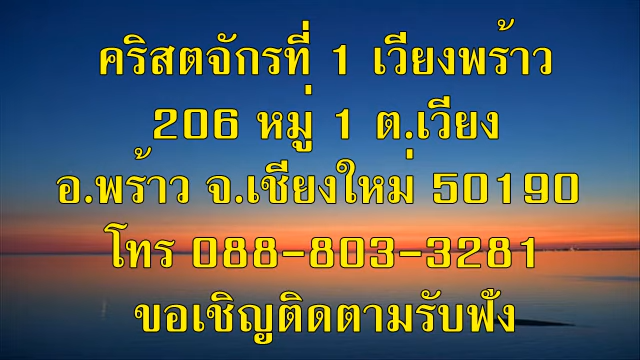 คริสตจักรที่ 1 เวียงพร้าว
206 หมู่ 1 ต.เวียง
อ.พร้าว จ.เชียงใหม่ 50190
โทร 088-803-3281
ขอเชิญติดตามรับฟัง